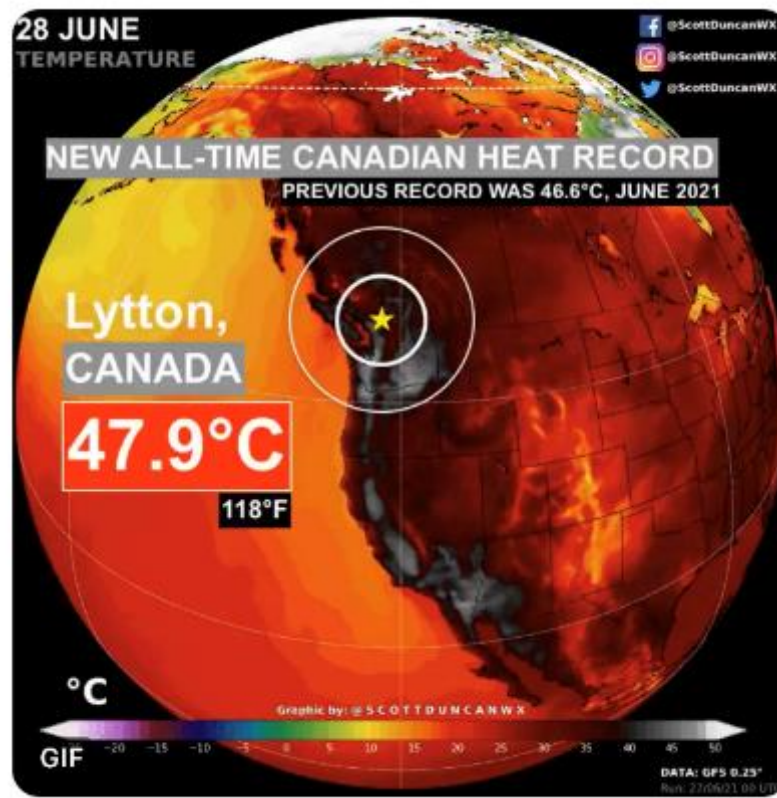 28 JUNE
TEMPERATURE
@ScottDuncanWX
@ScottDuncanWX
@ScottDuncanWX
NEW ALL-TIME CANADIAN HEAT RECORD
PREVIOUS RECORD WAS 46.6°C, JUNE 2021
Lytton,
CANADA
47.9°C
118°F
°C
Graphic by: @SCOTTDUNCANWX
-20 -15 -10 -5 0 5 10 15 20 25 30 35 40 45 50
GIF
DATA: GFS 0.25°
Run: 27/06/21 00 UT